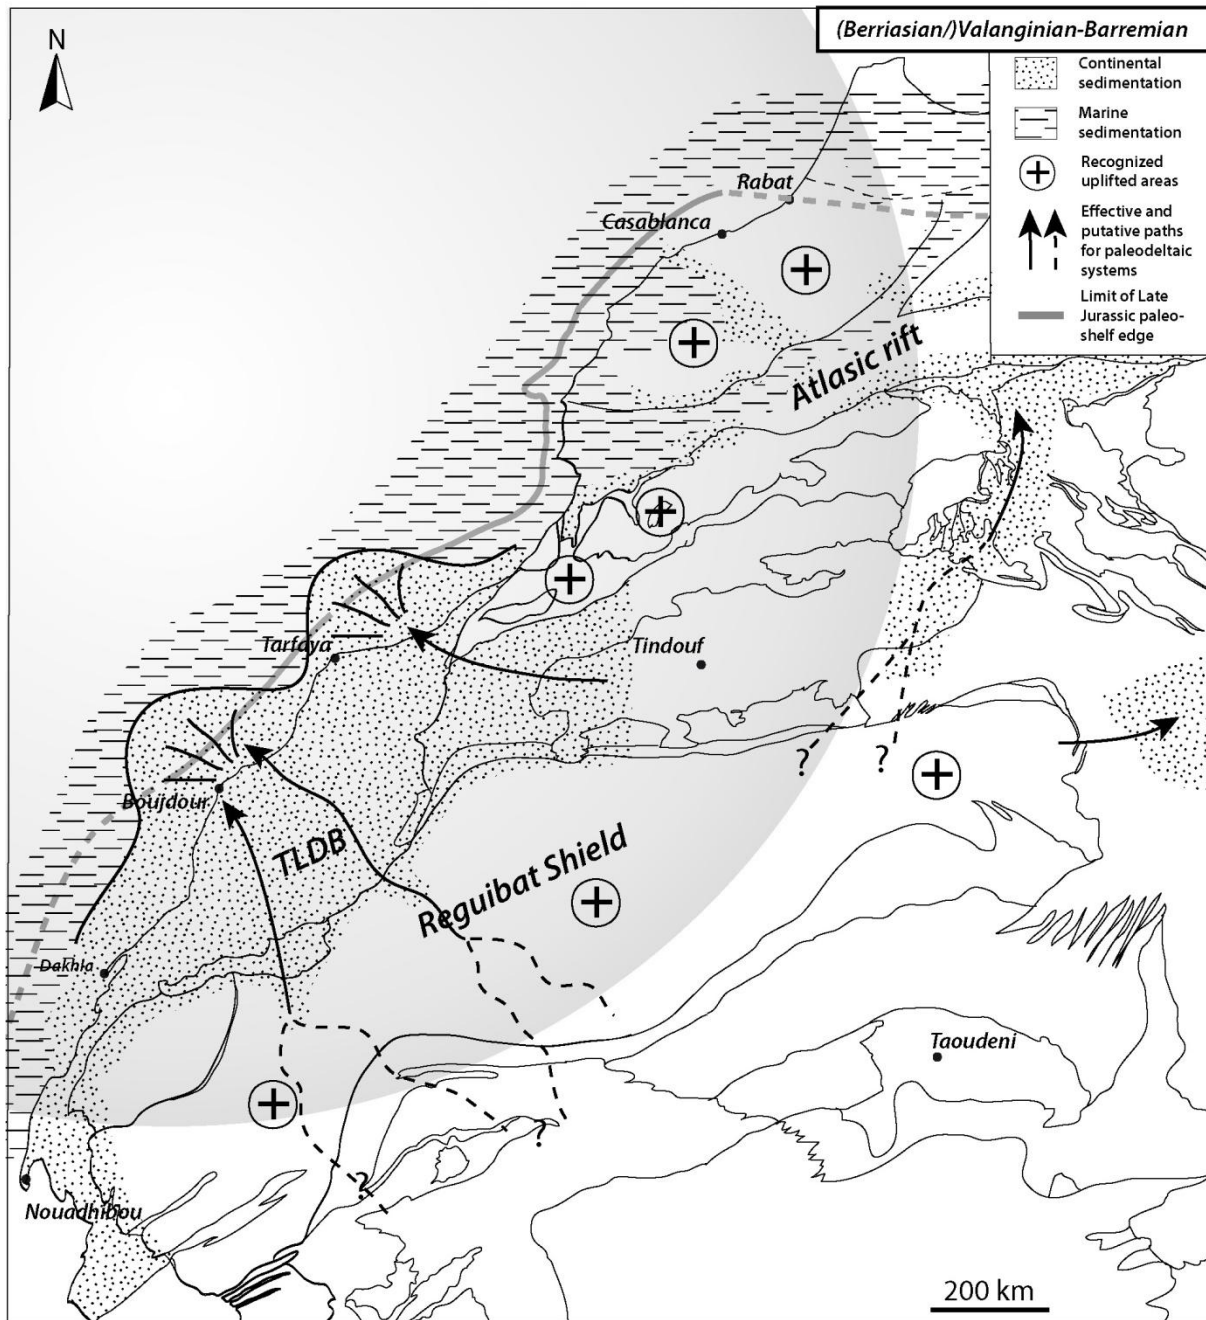 (Berriasian/)Valanginian-Barremian
N
Continental
sedimentation
Marine
sedimentation
Recognized
uplifted areas
Effective and
putative paths
for paleodeltaic
systems
Limit of Late
Jurassic paleo-
shelf edge
Rabat
Casablanca
Atlasic rift
Tarfaya
Tindouf
?
?
Boujdour
TLDB
Reguibat Shield
Dakhla
Taoudeni
?
?
Nouadhibou
200 km